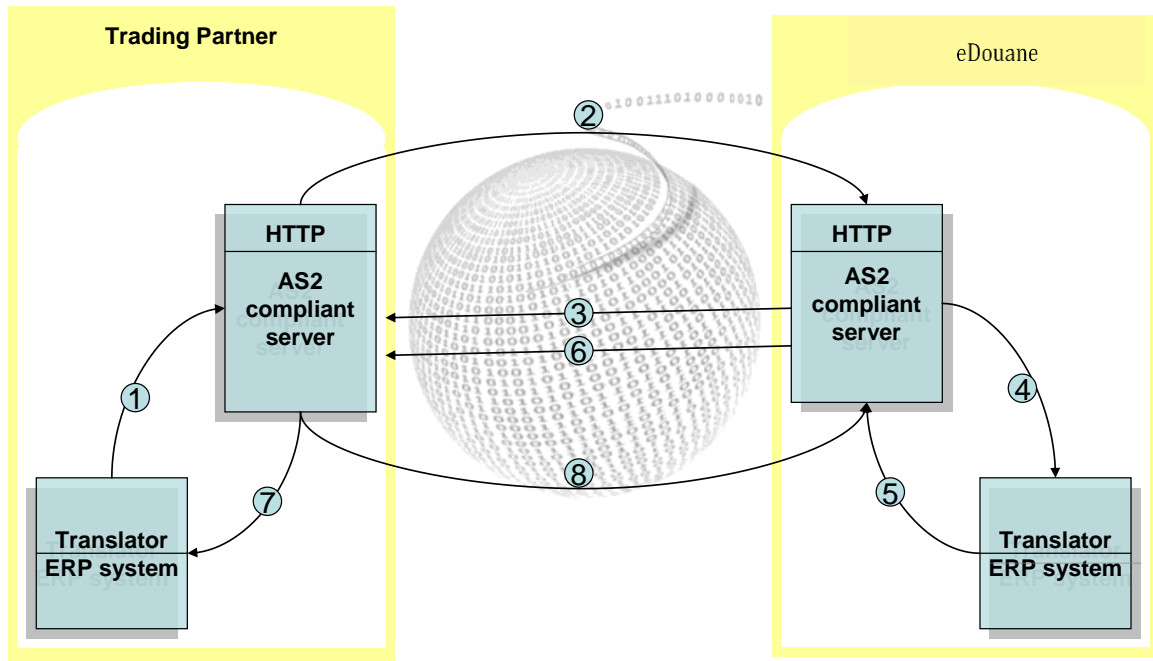 Trading Partner
eDouane
1001110100000010
2
HTTP
AS2
compliant
server
HTTP
AS2
compliant
server
3
6
1
4
8
7
5
Translator
ERP system
Translator
ERP system